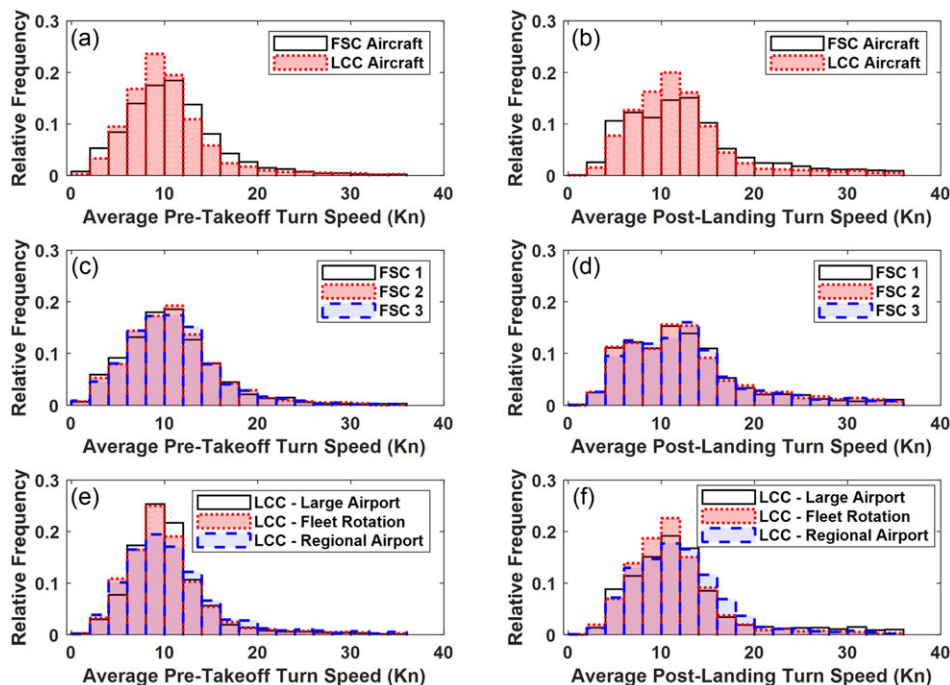 (a)
FSC Aircraft
LCC Aircraft
Relative Frequency
0.3
0.2
0.1
0
0 10 20 30 40
Average Pre-Takeoff Turn Speed (Kn)
(b)
FSC Aircraft
LCC Aircraft
Relative Frequency
0.3
0.2
0.1
0
0 10 20 30 40
Average Post-Landing Turn Speed (Kn)
(c)
FSC 1
FSC 2
FSC 3
Relative Frequency
0.3
0.2
0.1
0
0 10 20 30 40
Average Pre-Takeoff Turn Speed (Kn)
(d)
FSC 1
FSC 2
FSC 3
Relative Frequency
0.3
0.2
0.1
0
0 10 20 30 40
Average Post-Landing Turn Speed (Kn)
(e)
LCC - Large Airport
LCC - Fleet Rotation
LCC - Regional Airport
Relative Frequency
0.3
0.2
0.1
0
0 10 20 30 40
Average Pre-Takeoff Turn Speed (Kn)
(f)
LCC - Large Airport
LCC - Fleet Rotation
LCC - Regional Airport
Relative Frequency
0.3
0.2
0.1
0
0 10 20 30 40
Average Post-Landing Turn Speed (Kn)